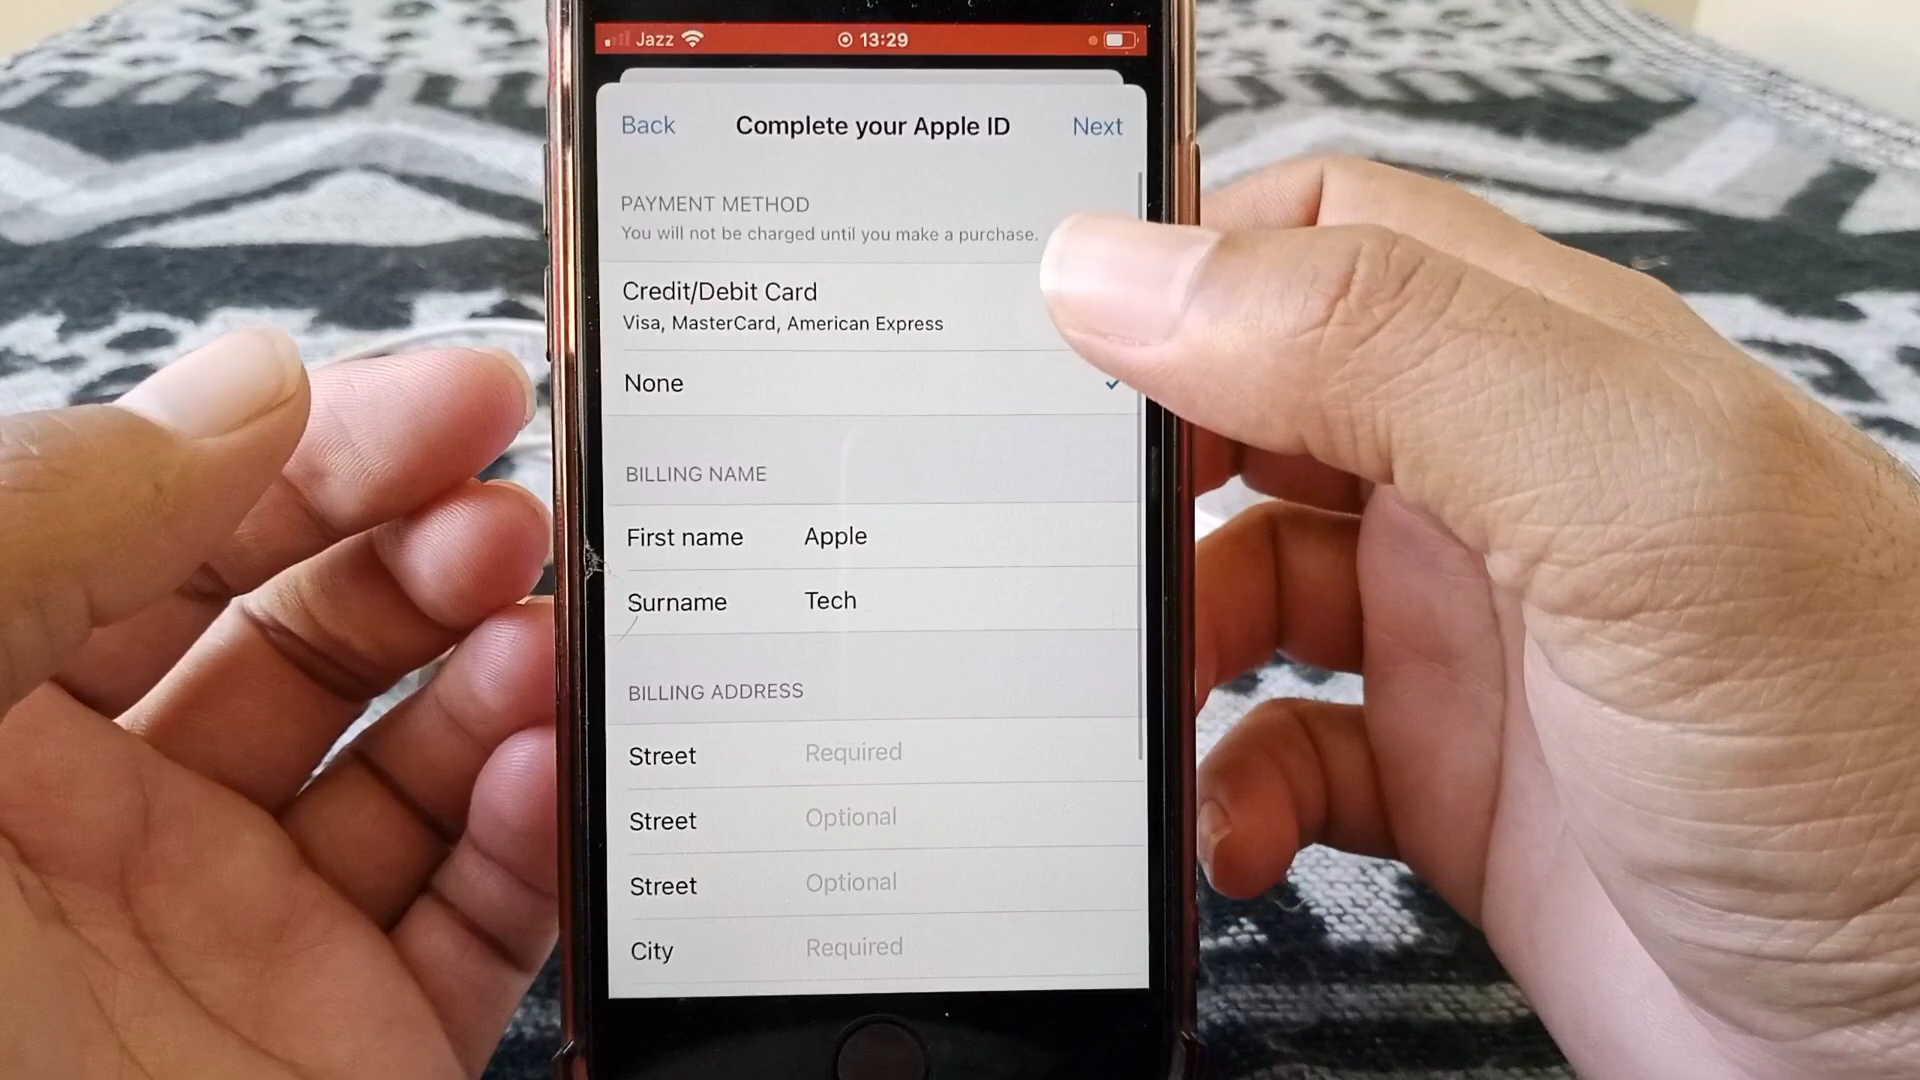 Jazz 13:29
Back Complete your Apple ID Next
PAYMENT METHOD
You will not be charged until you make a purchase.
Credit/Debit Card
Visa, MasterCard, American Express
None
BILLING NAME
First name Apple
Surname Tech
BILLING ADDRESS
Street Required
Street Optional
Street Optional
City Required